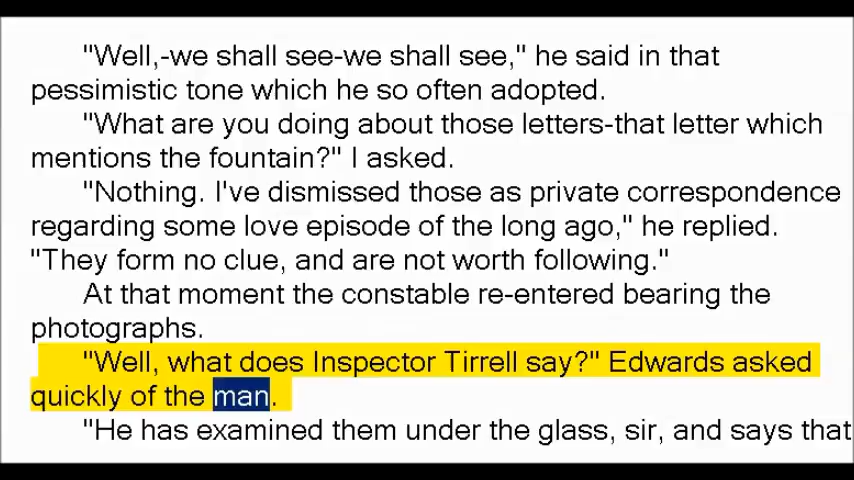 "Well,-we shall see-we shall see," he said in that
pessimistic tone which he so often adopted.
"What are you doing about those letters-that letter which
mentions the fountain?" I asked.
"Nothing. I've dismissed those as private correspondence
regarding some love episode of the long ago," he replied.
"They form no clue, and are not worth following."
At that moment the constable re-entered bearing the
photographs.
"Well, what does Inspector Tirrell say?" Edwards asked
quickly of the man.
"He has examined them under the glass, sir, and says that